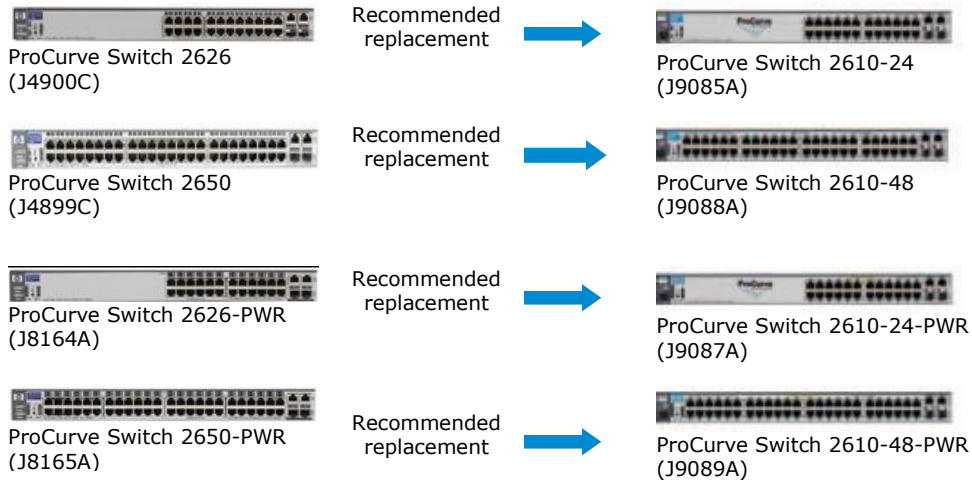 Recommended
replacement
ProCurve Switch 2626
(J4900C)
ProCurve
ProCurve Switch 2610-24
(J9085A)
Recommended
replacement
ProCurve Switch 2650
(J4899C)
ProCurve Switch 2610-48
(J9088A)
Recommended
replacement
ProCurve Switch 2626-PWR
(J8164A)
ProCurve
ProCurve Switch 2610-24-PWR
(J9087A)
Recommended
replacement
ProCurve Switch 2650-PWR
(J8165A)
ProCurve Switch 2610-48-PWR
(J9089A)